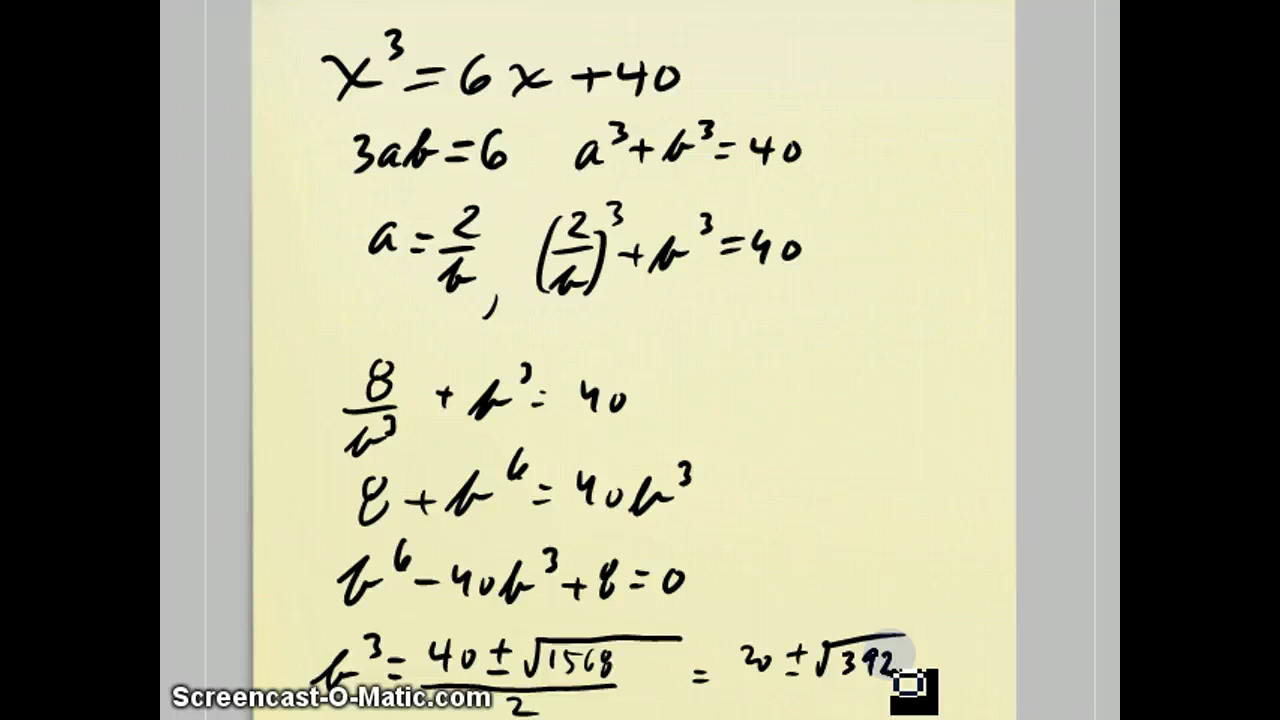 x³ = 6x + 40
3ab = 6 a³ + b³ = 40
a = 2/b , (2/b)³ + b³ = 40
8/b³ + b³ = 40
8 + b⁶ = 40b³
b⁶ - 40b³ + 8 = 0
b³ = (40 ± √1568)/2 = 20 ± √392
Screencast-O-Matic.com